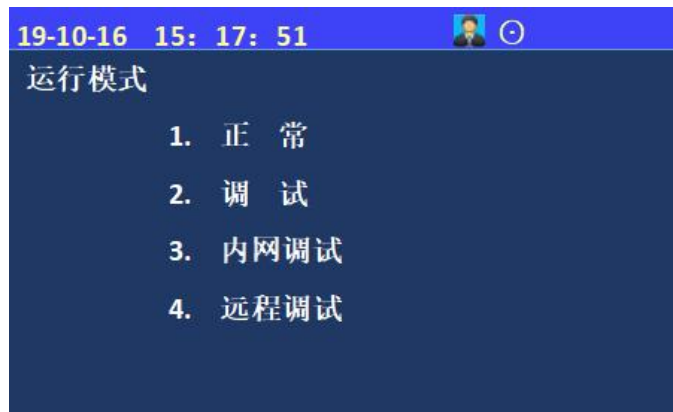 19-10-16 15：17：51
运行模式
1. 正 常
2. 调 试
3. 内网调试
4. 远程调试